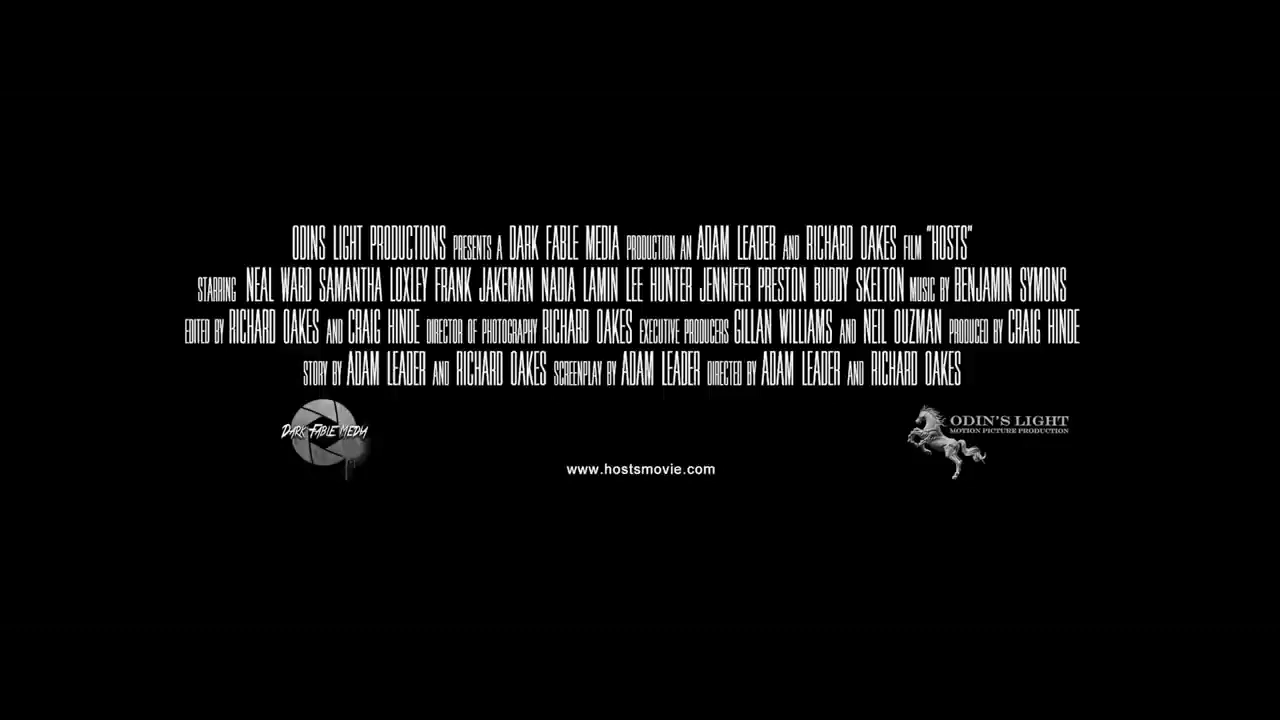 ODINS LIGHT PRODUCTIONS PRESENTS A DARK FABLE MEDIA PRODUCTION AN ADAM LEADER AND RICHARD OAKES FILM "HOSTS"
STARRING NEAL WARD SAMANTHA LOXLEY FRANK JAKEMAN NADIA LAMIN LEE HUNTER JENNIFER PRESTON BUDDY SKELTON MUSIC BY BENJAMIN SYMONS
EDITED BY RICHARD OAKES AND CRAIG HINDE DIRECTOR OF PHOTOGRAPHY RICHARD OAKES EXECUTIVE PRODUCERS GILLAN WILLIAMS AND NEIL OUZMAN PRODUCED BY CRAIG HINDE
STORY BY ADAM LEADER AND RICHARD OAKES SCREENPLAY BY ADAM LEADER DIRECTED BY ADAM LEADER AND RICHARD OAKES
DARK FABLE MEDIA
ODIN'S LIGHT
MOTION PICTURE PRODUCTION
www.hostsmovie.com